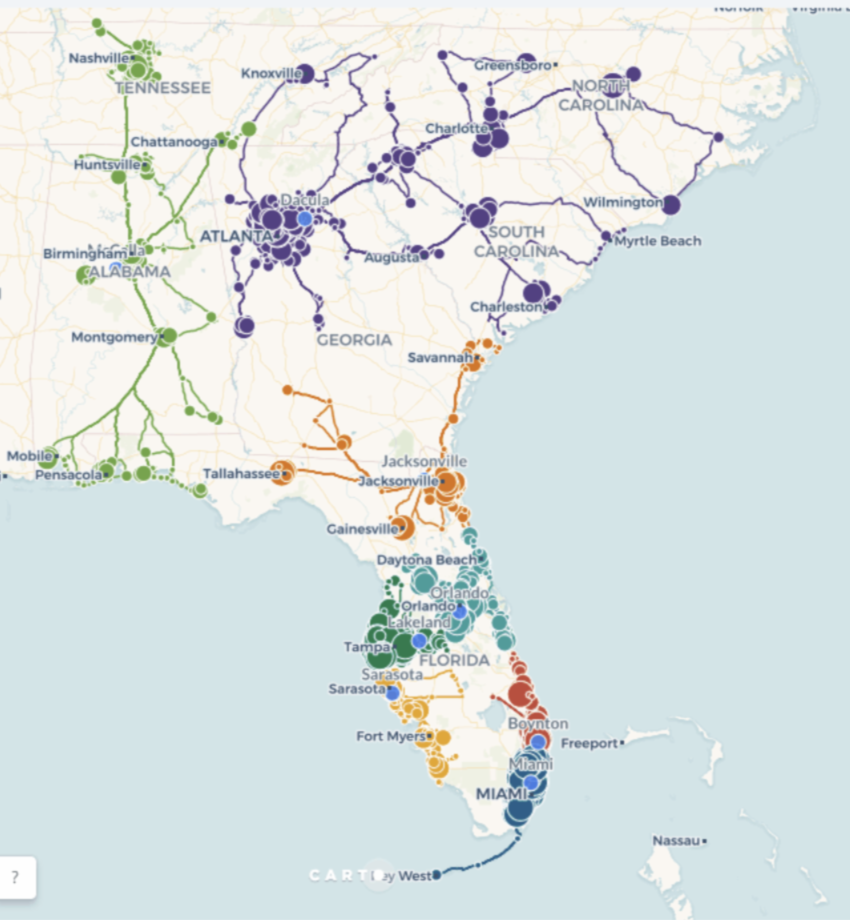 Norfolk
Nashville
TENNESSEE
Knoxville
Greensboro
NORTH
CAROLINA
Chattanooga
Charlotte
Huntsville
Dacula
Wilmington
ATLANTA
SOUTH
CAROLINA
Myrtle Beach
Birmingham
Augusta
ALABAMA
Charleston
Montgomery
GEORGIA
Savannah
Mobile
Pensacola
Jacksonville
Tallahassee
Jacksonville
Gainesville
Daytona Beach
Orlando
Orlando
Lakeland
Tampa
FLORIDA
Sarasota
Sarasota
Boynton
Fort Myers
Freeport
Miami
MIAMI
Nassau
?
CARTO
Key West